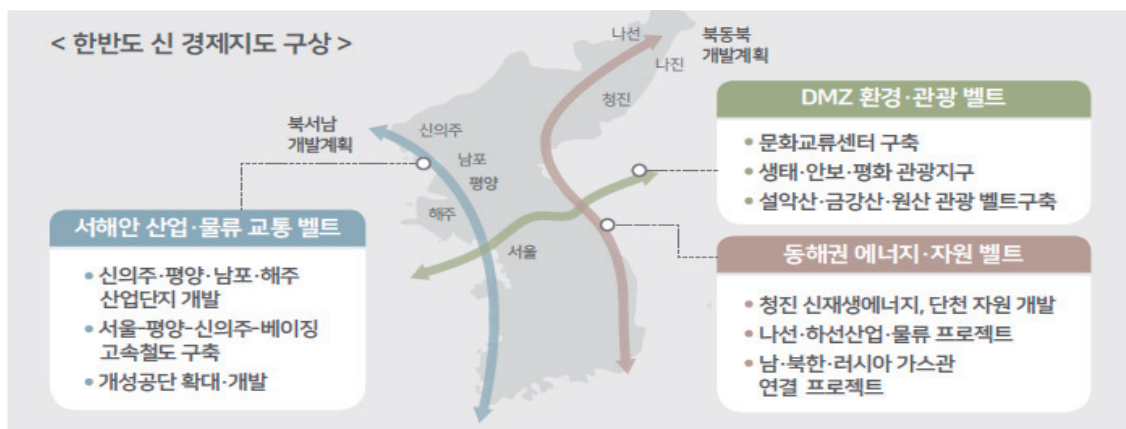 < 한반도 신 경제지도 구상 >
나선
북동북
개발계획
나진
청진
북서남
개발계획
신의주
남포
평양
해주
서울
서해안 산업·물류 교통 벨트
• 신의주·평양·남포·해주
산업단지 개발
• 서울-평양-신의주-베이징
고속철도 구축
• 개성공단 확대·개발
DMZ 환경·관광 벨트
• 문화교류센터 구축
• 생태·안보·평화 관광지구
• 설악산·금강산·원산 관광 벨트구축
동해권 에너지·자원 벨트
• 청진 신재생에너지, 단천 자원 개발
• 나선·하선산업·물류 프로젝트
• 남·북한·러시아 가스관
연결 프로젝트